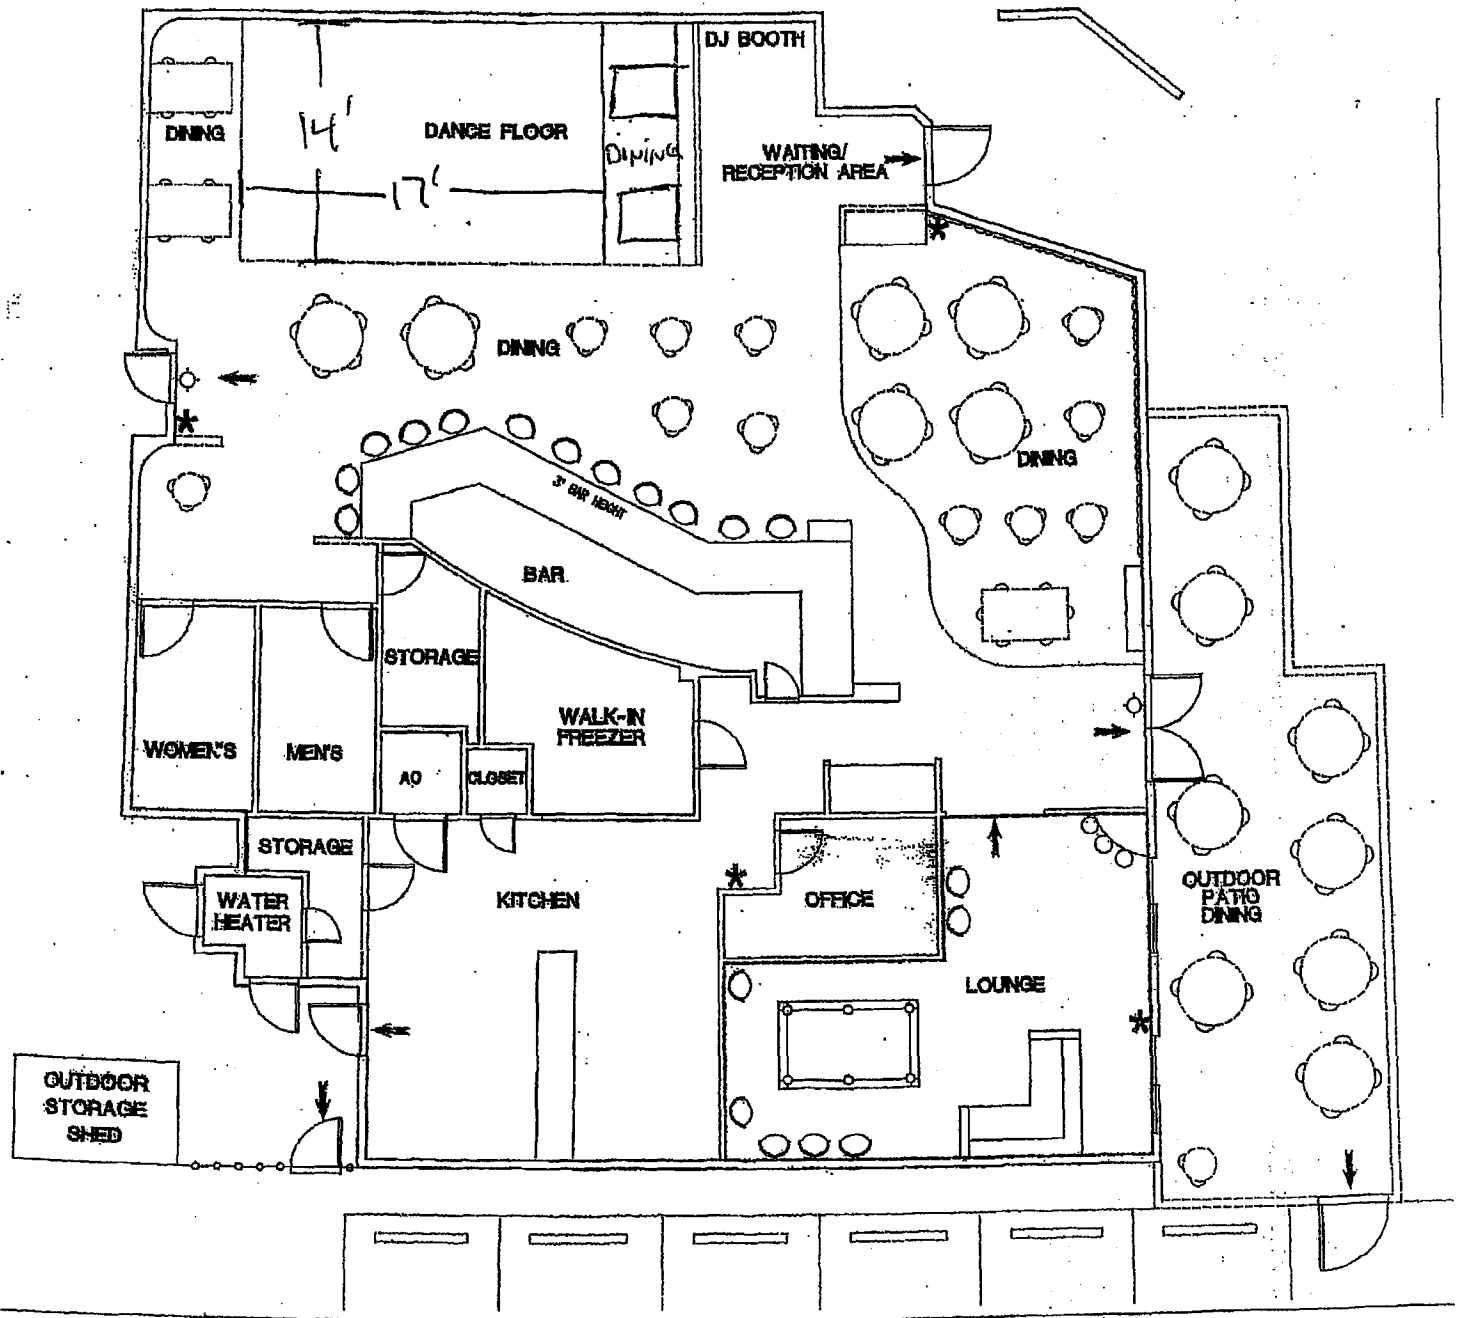 DJ BOOTH
DINING
14'
DANCE FLOOR
DINING
WAITING/
RECEPTION AREA
17'
DINING
DINING
3' BAR HEIGHT
BAR
STORAGE
WALK-IN
FREEZER
WOMEN'S
MEN'S
AC
CLOSET
STORAGE
WATER
HEATER
KITCHEN
OFFICE
OUTDOOR
PATIO
DINING
LOUNGE
OUTDOOR
STORAGE
SHED